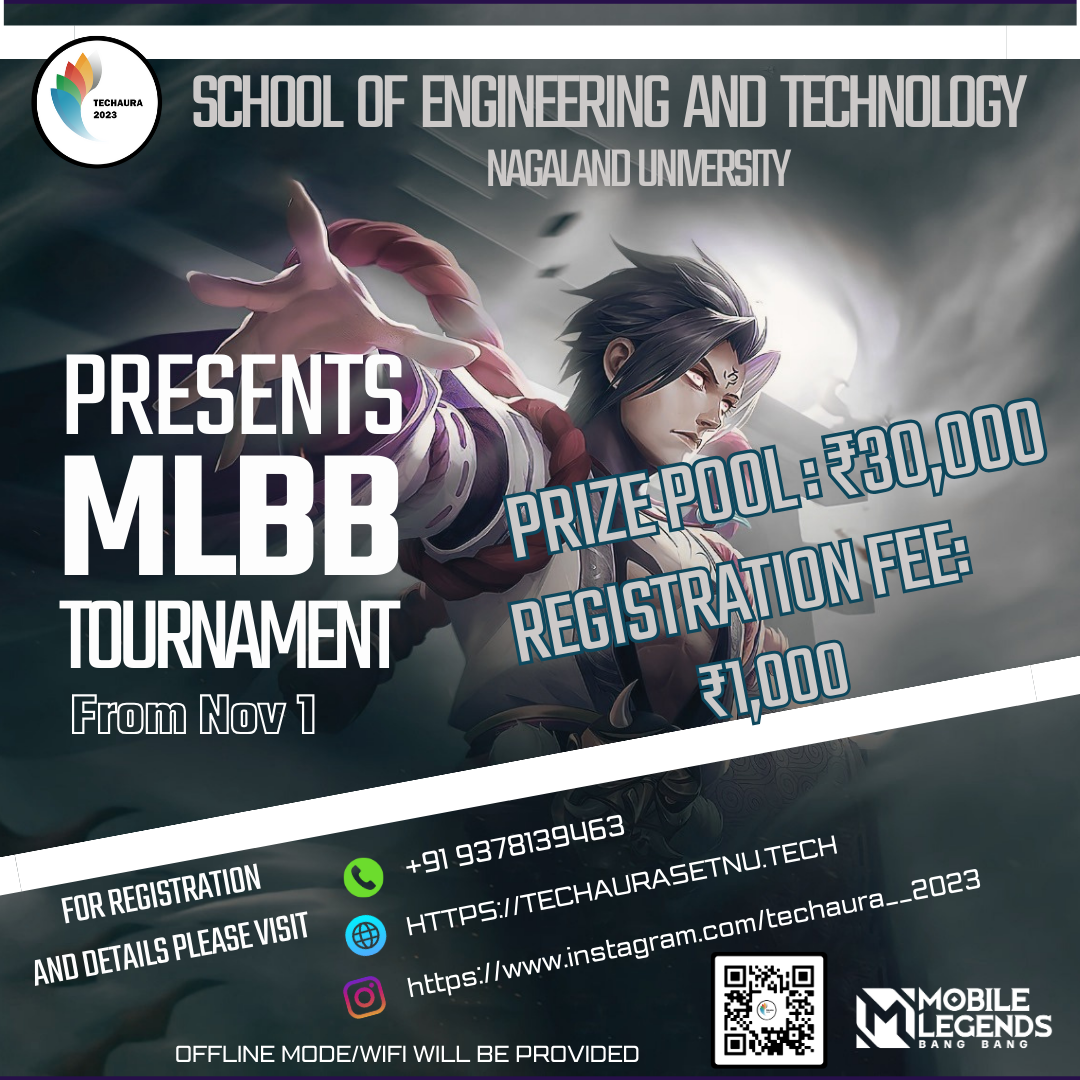 TECHAURA
2023
SCHOOL OF ENGINEERING AND TECHNOLOGY
NAGALAND UNIVERSITY
PRESENTS
MLBB
TOURNAMENT
From Nov 1
PRIZE POOL : ₹30,000
REGISTRATION FEE:
₹1,000
FOR REGISTRATION
AND DETAILS PLEASE VISIT
+91 9378139463
HTTPS://TECHAURASETNU.TECH
https://www.instagram.com/techaura__2023
OFFLINE MODE/WIFI WILL BE PROVIDED
MOBILE
LEGENDS
BANG BANG